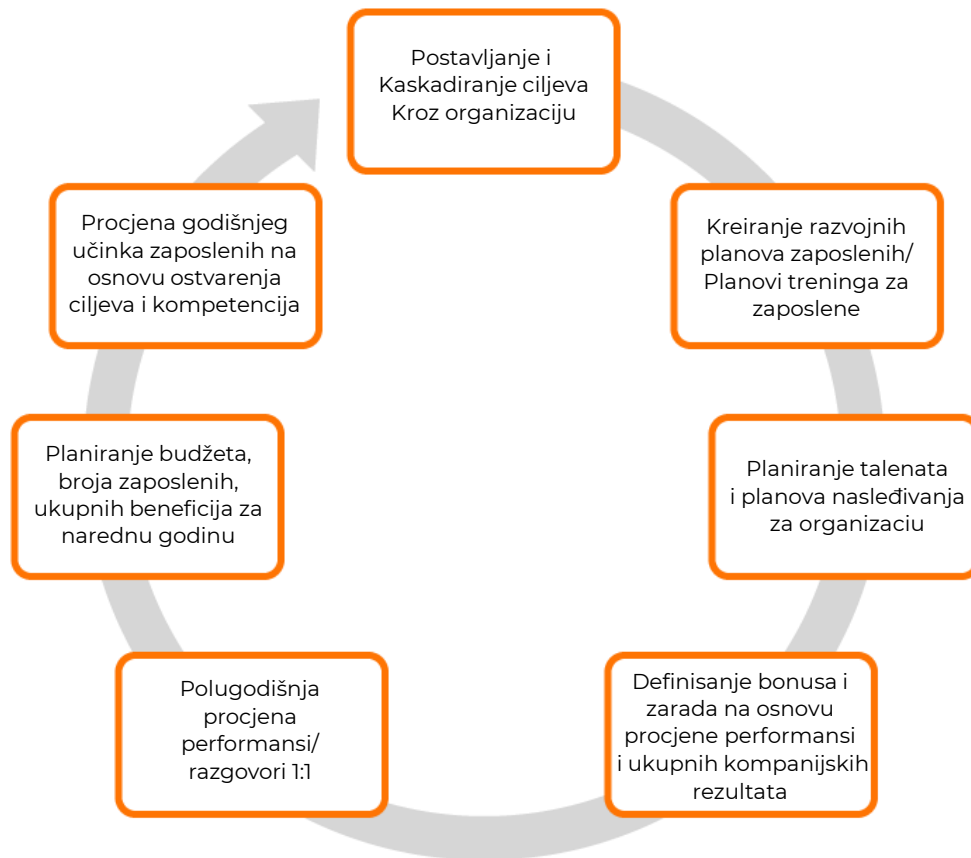 Postavljanje i
Kaskadiranje ciljeva
Kroz organizaciju
Kreiranje razvojnih
planova zaposlenih/
Planovi treninga za
zaposlene
Planiranje talenata
i planova nasleđivanja
za organizaciu
Definisanje bonusa i
zarada na osnovu
procjene performansi
i ukupnih kompanijskih
rezultata
Polugodišnja
procjena
performansi/
razgovori 1:1
Planiranje budžeta,
broja zaposlenih,
ukupnih beneficija za
narednu godinu
Procjena godišnjeg
učinka zaposlenih na
osnovu ostvarenja
ciljeva i kompetencija